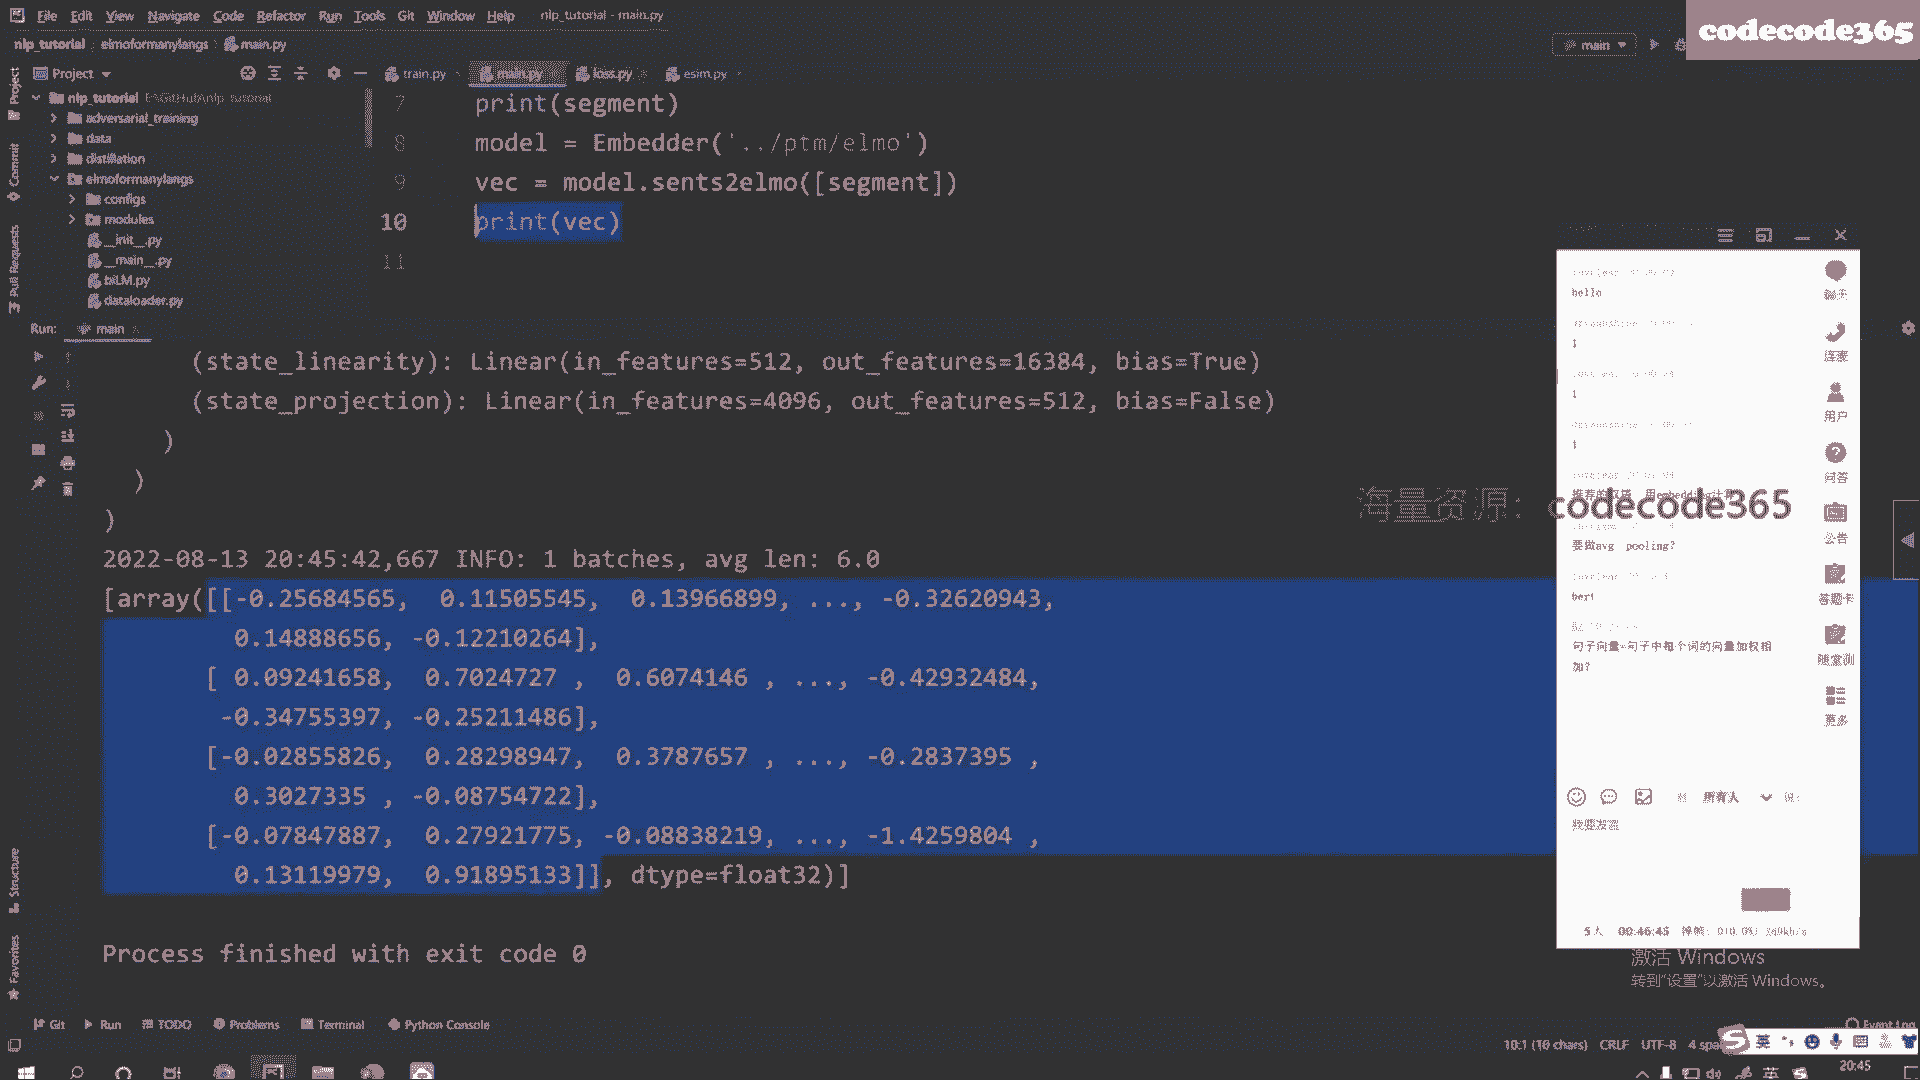 File Edit View Navigate Code Refactor Run Tools Git Window Help nlp_tutorial - main.py
codecode365
nlp_tutorial elmoformanylangs main.py
main
Project
train.py main.py loss.py esim.py
nlp_tutorial E:\GitHub\nlp_tutorial
adversarial_training
data
distillation
elmoformanylangs
configs
modules
__init__.py
__main__.py
biLM.py
dataloader.py
Project
Commit
Pull Requests
7 print(segment)
8 model = Embedder('../ptm/elmo')
9 vec = model.sents2elmo([segment])
10 print(vec)
11
Run: main
(state_linearity): Linear(in_features=512, out_features=16384, bias=True)
(state_projection): Linear(in_features=4096, out_features=512, bias=False)
)
)
)
2022-08-13 20:45:42,667 INFO: 1 batches, avg len: 6.0
[array([[-0.25684565, 0.11505545, 0.13966899, ..., -0.32620943,
0.14888656, -0.12210264],
[ 0.09241658, 0.7024727 , 0.6074146 , ..., -0.42932484,
-0.34755397, -0.25211486],
[-0.02855826, 0.28298947, 0.3787657 , ..., -0.2837395 ,
0.3027335 , -0.08754722],
[-0.07847887, 0.27921775, -0.08838219, ..., -1.4259804 ,
0.13119979, 0.91895133]], dtype=float32)]
Process finished with exit code 0
海量资源：codecode365
hello
1
1
1
要做avg pooling?
bert
句子向量=句子中每个词的向量加权相
加?
聊天
连麦
用户
问答
公告
答题卡
随堂测
更多
所有人
我要发言
5人 00:46:45
激活 Windows
转到"设置"以激活 Windows。
Structure
Favorites
Git Run TODO Problems Terminal Python Console
Event Log
10:1 (10 chars) CRLF UTF-8
英
英
20:45